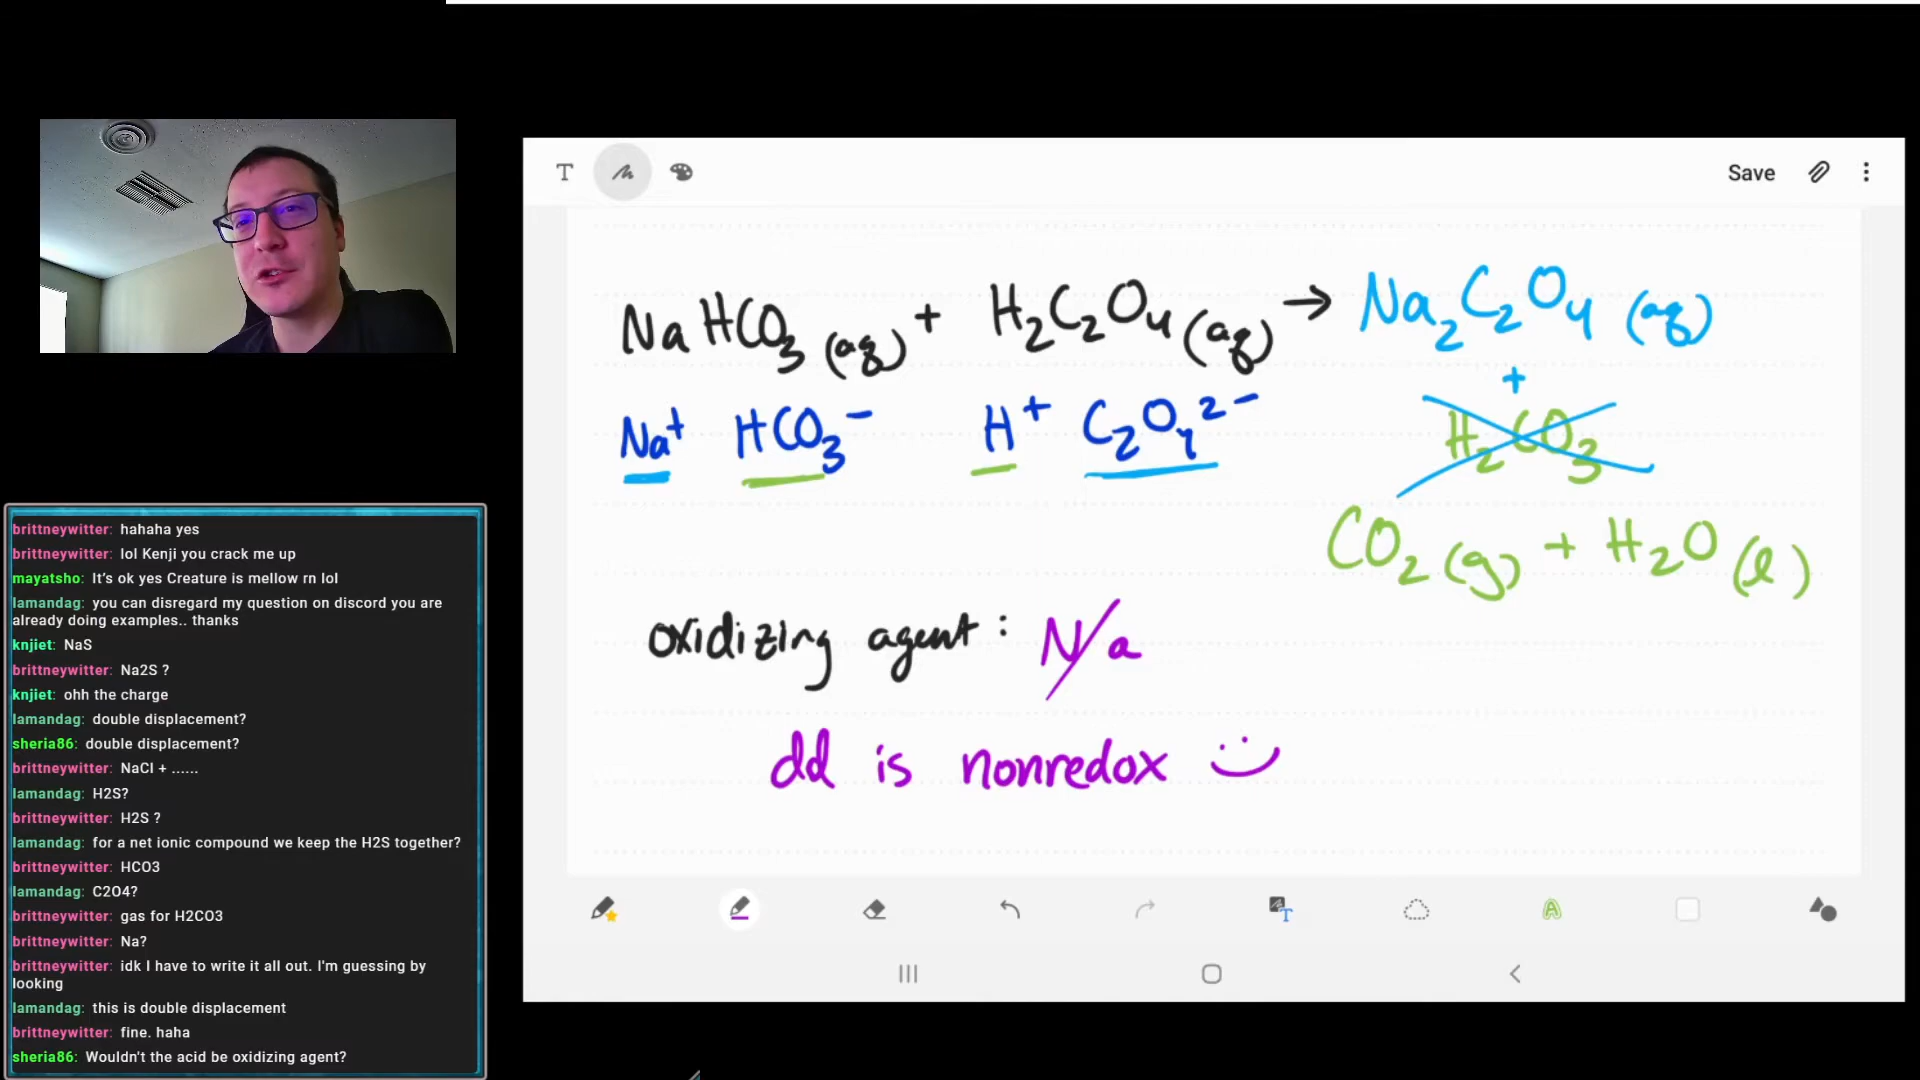 T
Save
NaHCO3 (aq) + H2C2O4 (aq) → Na2C2O4 (aq)
+
Na+ HCO3− H+ C2O4 2− H2CO3
CO2 (g) + H2O (l)
oxidizing agent: N/a
dd is nonredox
brittneywitter: hahaha yes
brittneywitter: lol Kenji you crack me up
mayatsho: It’s ok yes Creature is mellow rn lol
lamandag: you can disregard my question on discord you are
already doing examples.. thanks
knjiet: NaS
brittneywitter: Na2S ?
knjiet: ohh the charge
lamandag: double displacement?
sheria86: double displacement?
brittneywitter: NaCl + ......
lamandag: H2S?
brittneywitter: H2S ?
lamandag: for a net ionic compound we keep the H2S together?
brittneywitter: HCO3
lamandag: C2O4?
brittneywitter: gas for H2CO3
brittneywitter: Na?
brittneywitter: idk I have to write it all out. I'm guessing by
looking
lamandag: this is double displacement
brittneywitter: fine. haha
sheria86: Wouldn't the acid be oxidizing agent?